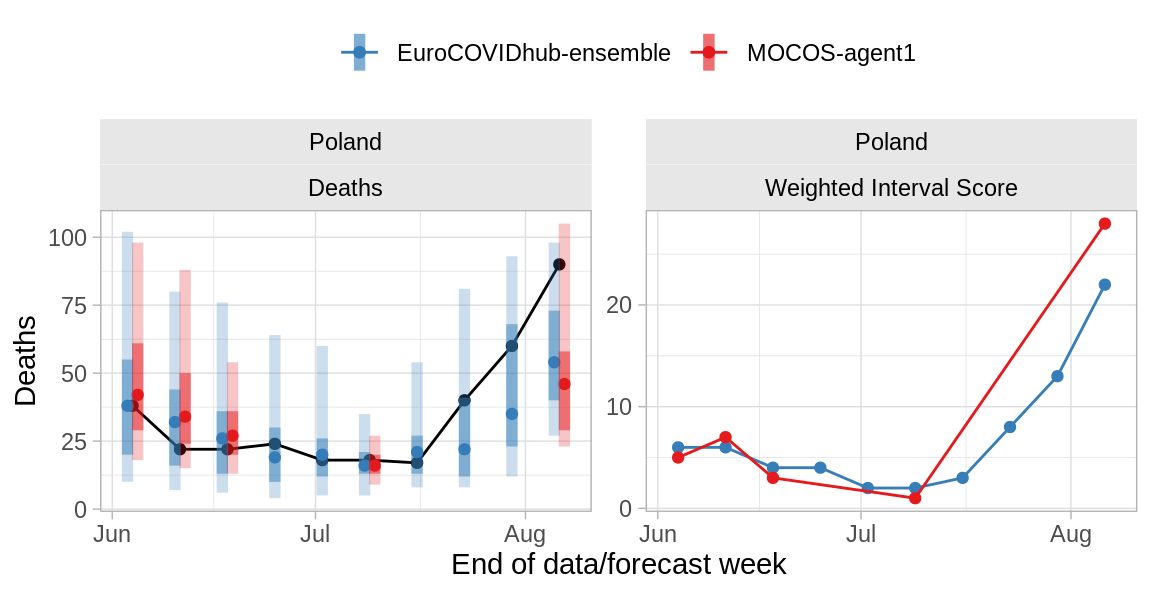 EuroCOVIDhub-ensemble MOCOS-agent1
Poland Poland
Deaths Weighted Interval Score
Deaths
100
75
50
25
0
20
10
0
Jun Jul Aug Jun Jul Aug
End of data/forecast week